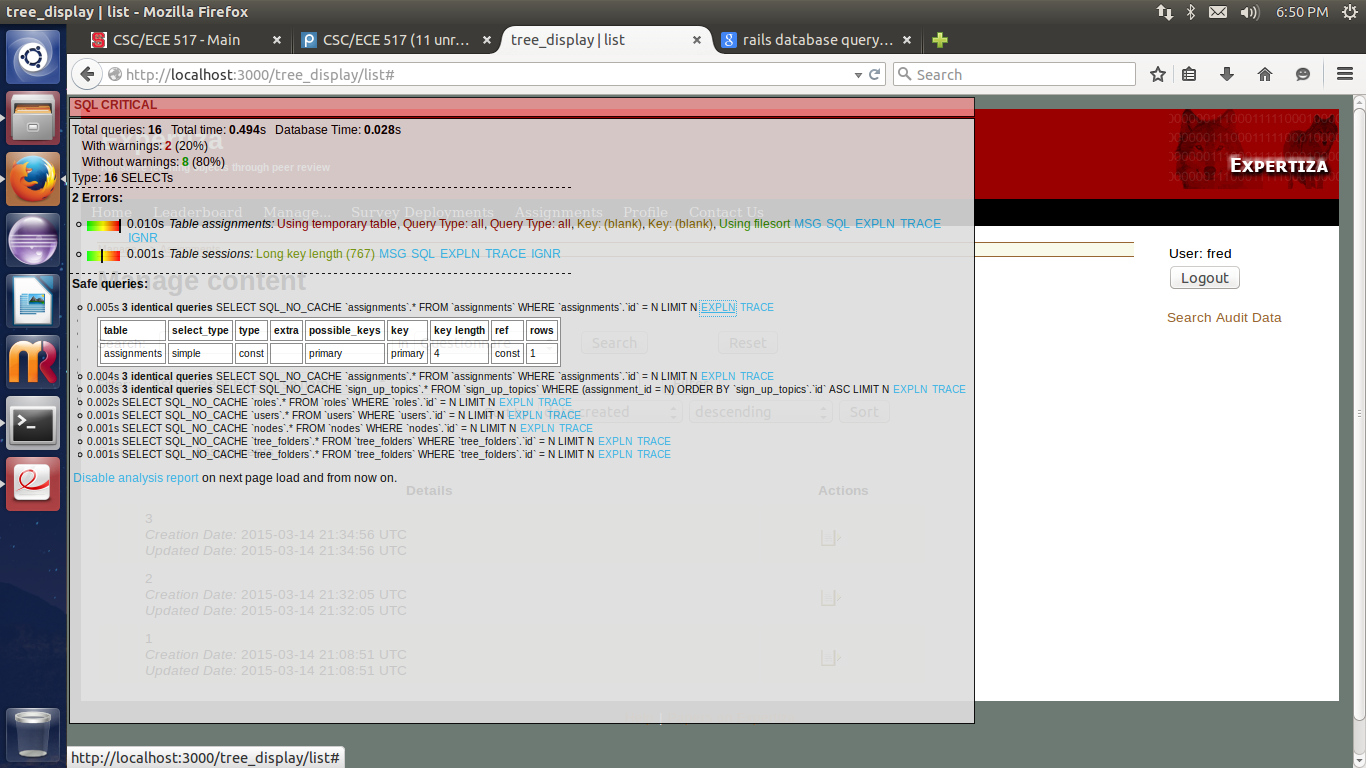 tree_display | list - Mozilla Firefox
6:50 PM
CSC/ECE 517 - Main
CSC/ECE 517 (11 unr...
tree_display | list
rails database query...
http://localhost:3000/tree_display/list#
Search
SQL CRITICAL
Total queries: 16 Total time: 0.494s Database Time: 0.028s
With warnings: 2 (20%)
Without warnings: 8 (80%)
objects through peer review
Type: 16 SELECTs
2 Errors:
Home Leaderboard Manage... Survey Deployments Assignments Profile Contact Us
0.010s Table assignments: Using temporary table, Query Type: all, Query Type: all, Key: (blank), Key: (blank), Using filesort MSG SQL EXPLN TRACE
IGNR
0.001s Table sessions: Long key length (767) MSG SQL EXPLN TRACE IGNR
Manage content
Safe queries:
0.005s 3 identical queries SELECT SQL_NO_CACHE `assignments`.* FROM `assignments` WHERE `assignments`.`id` = N LIMIT N EXPLN TRACE
table select_type type extra possible_keys key key length ref rows
assignments simple const primary primary 4 const 1
Search Reset
0.004s 3 identical queries SELECT SQL_NO_CACHE `assignments`.* FROM `assignments` WHERE `assignments`.`id` = N LIMIT N EXPLN TRACE
0.003s 3 identical queries SELECT SQL_NO_CACHE `sign_up_topics`.* FROM `sign_up_topics` WHERE (assignment_id = N) ORDER BY `sign_up_topics`.`id` ASC LIMIT N EXPLN TRACE
0.002s SELECT SQL_NO_CACHE `roles`.* FROM `roles` WHERE `roles`.`id` = N LIMIT N EXPLN TRACE
0.001s SELECT SQL_NO_CACHE `users`.* FROM `users` WHERE `users`.`id` = N LIMIT N EXPLN TRACE
created descending Sort
0.001s SELECT SQL_NO_CACHE `nodes`.* FROM `nodes` WHERE `nodes`.`id` = N LIMIT N EXPLN TRACE
0.001s SELECT SQL_NO_CACHE `tree_folders`.* FROM `tree_folders` WHERE `tree_folders`.`id` = N LIMIT N EXPLN TRACE
0.001s SELECT SQL_NO_CACHE `tree_folders`.* FROM `tree_folders` WHERE `tree_folders`.`id` = N LIMIT N EXPLN TRACE
Disable analysis report on next page load and from now on.
Details Actions
3
Creation Date: 2015-03-14 21:34:56 UTC
Updated Date: 2015-03-14 21:34:56 UTC
2
Creation Date: 2015-03-14 21:32:05 UTC
Updated Date: 2015-03-14 21:32:05 UTC
1
Creation Date: 2015-03-14 21:08:51 UTC
Updated Date: 2015-03-14 21:08:51 UTC
EXPERTIZA
User: fred
Logout
Search Audit Data
http://localhost:3000/tree_display/list#